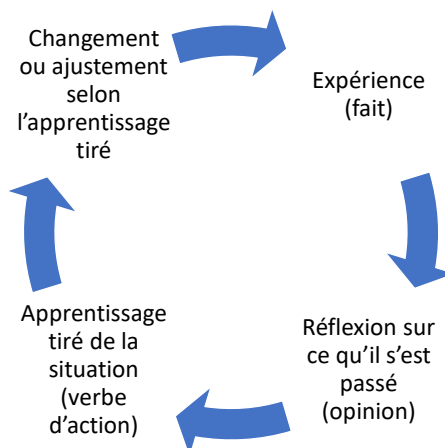 Changement
ou ajustement
selon
l'apprentissage
tiré
Expérience
(fait)
Réflexion sur
ce qu'il s'est
passé
(opinion)
Apprentissage
tiré de la
situation
(verbe
d'action)